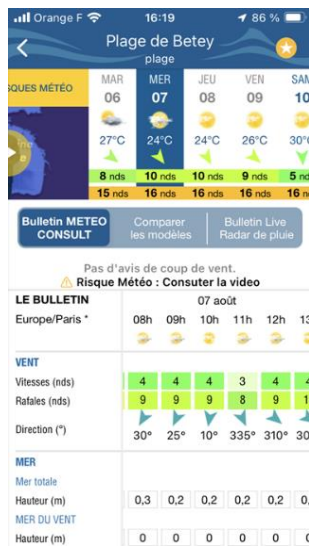 Orange F 16:19 86 %
Plage de Betey
plage
QUES MÉTÉO
MAR MER JEU VEN SAM
06 07 08 09 10
27°C 24°C 24°C 26°C 30°
8 nds 10 nds 10 nds 9 nds 5 nd
15 nds 16 nds 16 nds 16 nds 16 n
Bulletin METEO CONSULT
Comparer les modèles
Bulletin Live Radar de pluie
Pas d'avis de coup de vent.
Risque Météo : Consuter la video
LE BULLETIN 07 août
Europe/Paris * 08h 09h 10h 11h 12h 13
VENT
Vitesses (nds) 4 4 4 3 4 4
Rafales (nds) 9 9 9 8 9 1
Direction (°) 30° 25° 10° 335° 310° 30
MER
Mer totale
Hauteur (m) 0,3 0,2 0,2 0,2 0,2 0,
MER DU VENT
Hauteur (m) 0 0 0 0 0 0